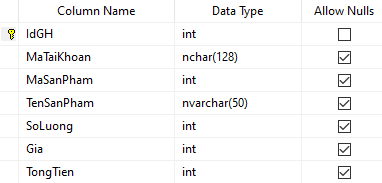 Column Name Data Type Allow Nulls
IdGH int
MaTaiKhoan nchar(128)
MaSanPham int
TenSanPham nvarchar(50)
SoLuong int
Gia int
TongTien int